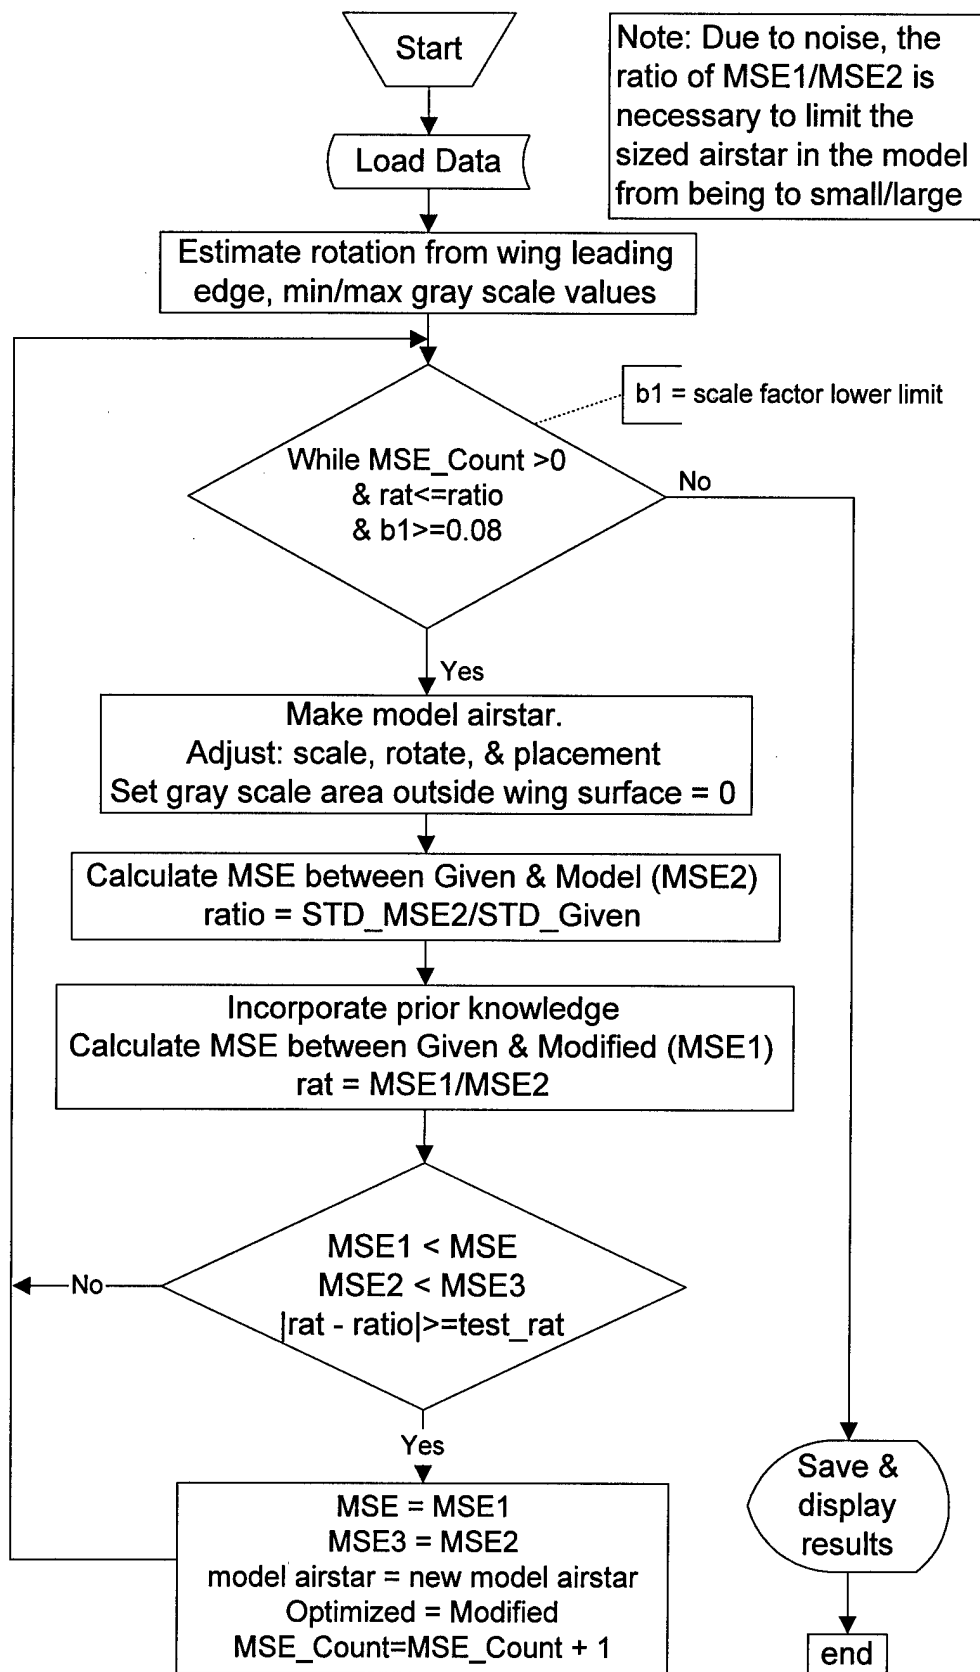 Start
Note: Due to noise, the
ratio of MSE1/MSE2 is
necessary to limit the
sized airstar in the model
from being to small/large
Load Data
Estimate rotation from wing leading
edge, min/max gray scale values
b1 = scale factor lower limit
While MSE_Count >0
& rat<=ratio
& b1>=0.08
No
Yes
Make model airstar.
Adjust: scale, rotate, & placement
Set gray scale area outside wing surface = 0
Calculate MSE between Given & Model (MSE2)
ratio = STD_MSE2/STD_Given
Incorporate prior knowledge
Calculate MSE between Given & Modified (MSE1)
rat = MSE1/MSE2
MSE1 < MSE
MSE2 < MSE3
|rat - ratio|>=test_rat
No
Yes
MSE = MSE1
MSE3 = MSE2
model airstar = new model airstar
Optimized = Modified
MSE_Count=MSE_Count + 1
Save &
display
results
end